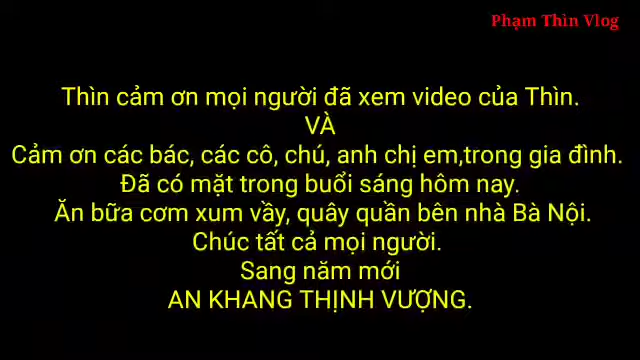 Phạm Thìn Vlog
Thìn cảm ơn mọi người đã xem video của Thìn.
VÀ
Cảm ơn các bác, các cô, chú, anh chị em,trong gia đình.
Đã có mặt trong buổi sáng hôm nay.
Ăn bữa cơm xum vầy, quây quần bên nhà Bà Nội.
Chúc tất cả mọi người.
Sang năm mới
AN KHANG THỊNH VƯỢNG.